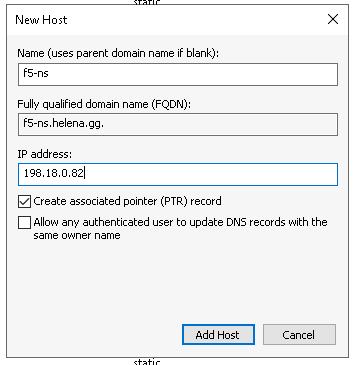 static
New Host
Name (uses parent domain name if blank):
f5-ns
Fully qualified domain name (FQDN):
f5-ns.helena.gg.
IP address:
198.18.0.82
Create associated pointer (PTR) record
Allow any authenticated user to update DNS records with the
same owner name
Add Host
Cancel
static